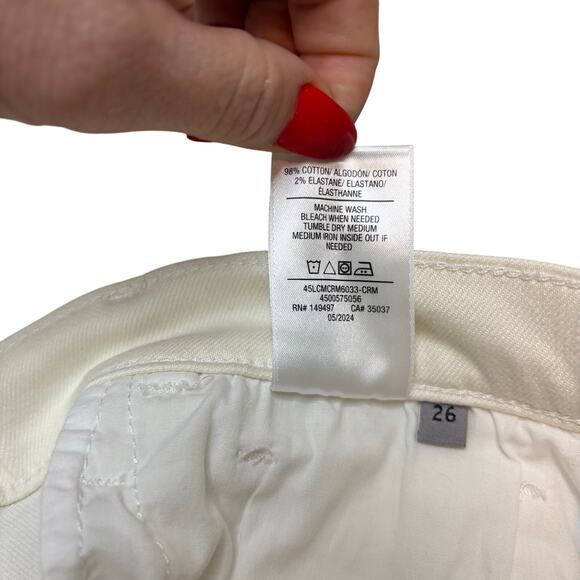 98% COTTON/ ALGODÓN/ COTON
2% ELASTANE/ ELASTANO/
ÉLASTHANNE
MACHINE WASH
BLEACH WHEN NEEDED
TUMBLE DRY MEDIUM
MEDIUM IRON INSIDE OUT IF
NEEDED
45LCMCRM6033-CRM
4500575056
RN# 149497 CA# 35037
05/2024
26